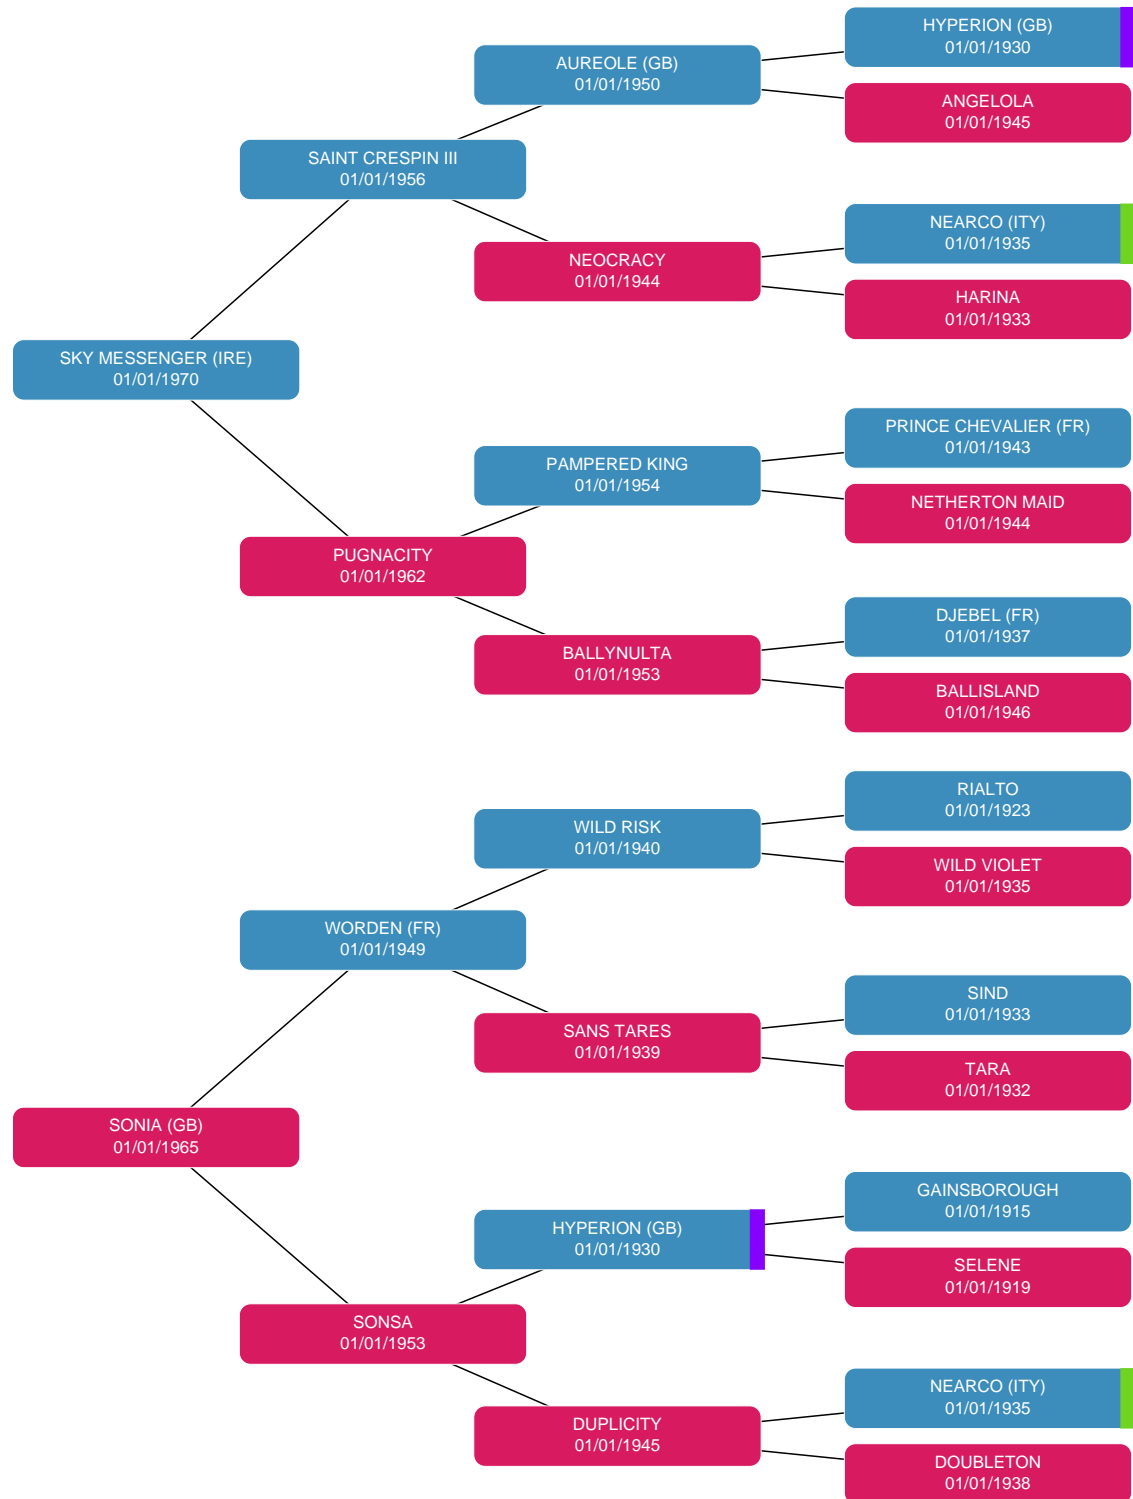 HYPERION (GB)
01/01/1930
AUREOLE (GB)
01/01/1950
ANGELOLA
01/01/1945
SAINT CRESPIN III
01/01/1956
NEARCO (ITY)
01/01/1935
NEOCRACY
01/01/1944
HARINA
01/01/1933
SKY MESSENGER (IRE)
01/01/1970
PRINCE CHEVALIER (FR)
01/01/1943
PAMPERED KING
01/01/1954
NETHERTON MAID
01/01/1944
PUGNACITY
01/01/1962
DJEBEL (FR)
01/01/1937
BALLYNULTA
01/01/1953
BALLISLAND
01/01/1946
RIALTO
01/01/1923
WILD RISK
01/01/1940
WILD VIOLET
01/01/1935
WORDEN (FR)
01/01/1949
SIND
01/01/1933
SANS TARES
01/01/1939
TARA
01/01/1932
SONIA (GB)
01/01/1965
GAINSBOROUGH
01/01/1915
HYPERION (GB)
01/01/1930
SELENE
01/01/1919
SONSA
01/01/1953
NEARCO (ITY)
01/01/1935
DUPLICITY
01/01/1945
DOUBLETON
01/01/1938